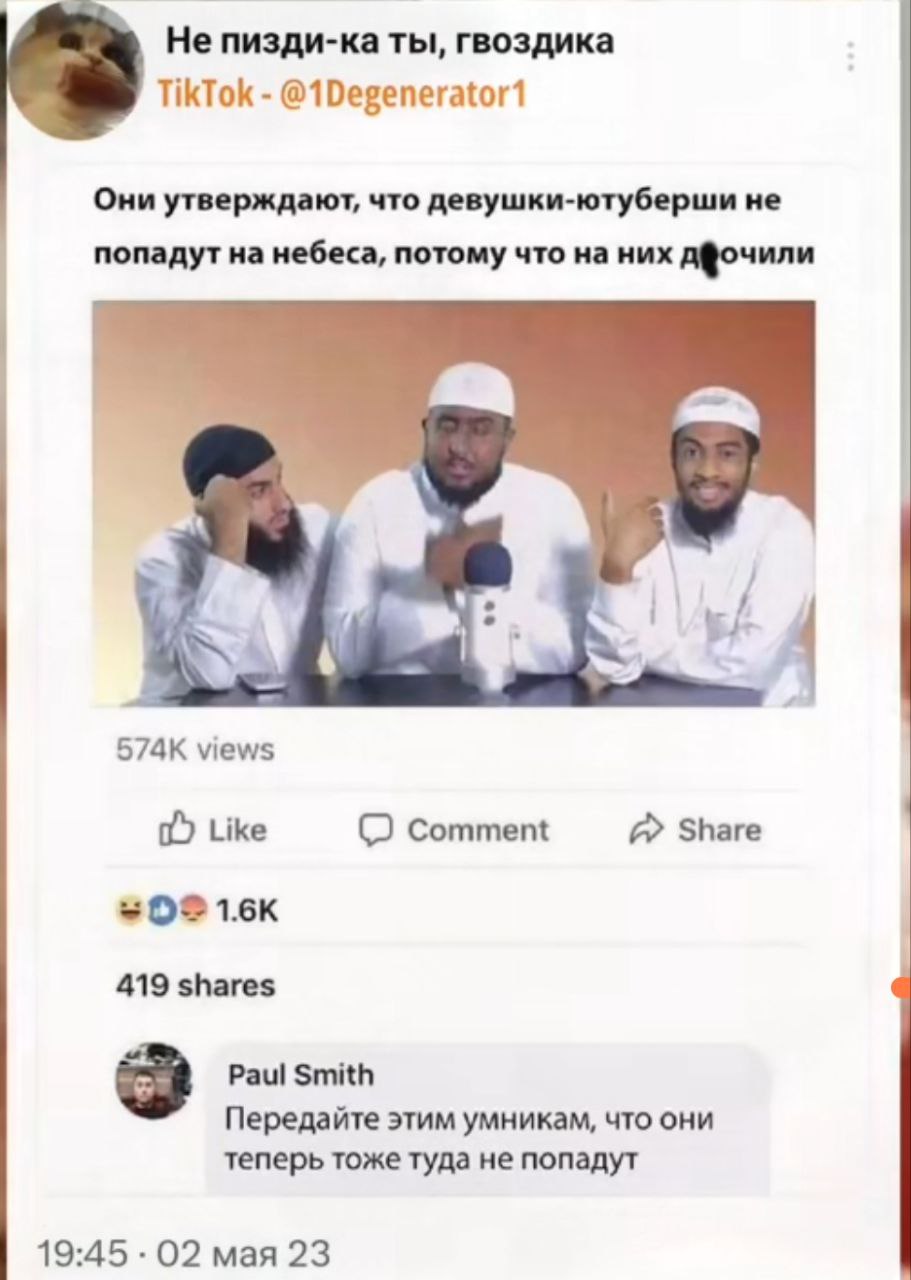 Не пизди-ка ты, гвоздика
TikTok - @1Degenerator1
Они утверждают, что девушки-ютуберши не
попадут на небеса, потому что на них д очили
574K views
Like Comment Share
1.6K
419 shares
Paul Smith
Передайте этим умникам, что они
теперь тоже туда не попадут
19:45 · 02 мая 23